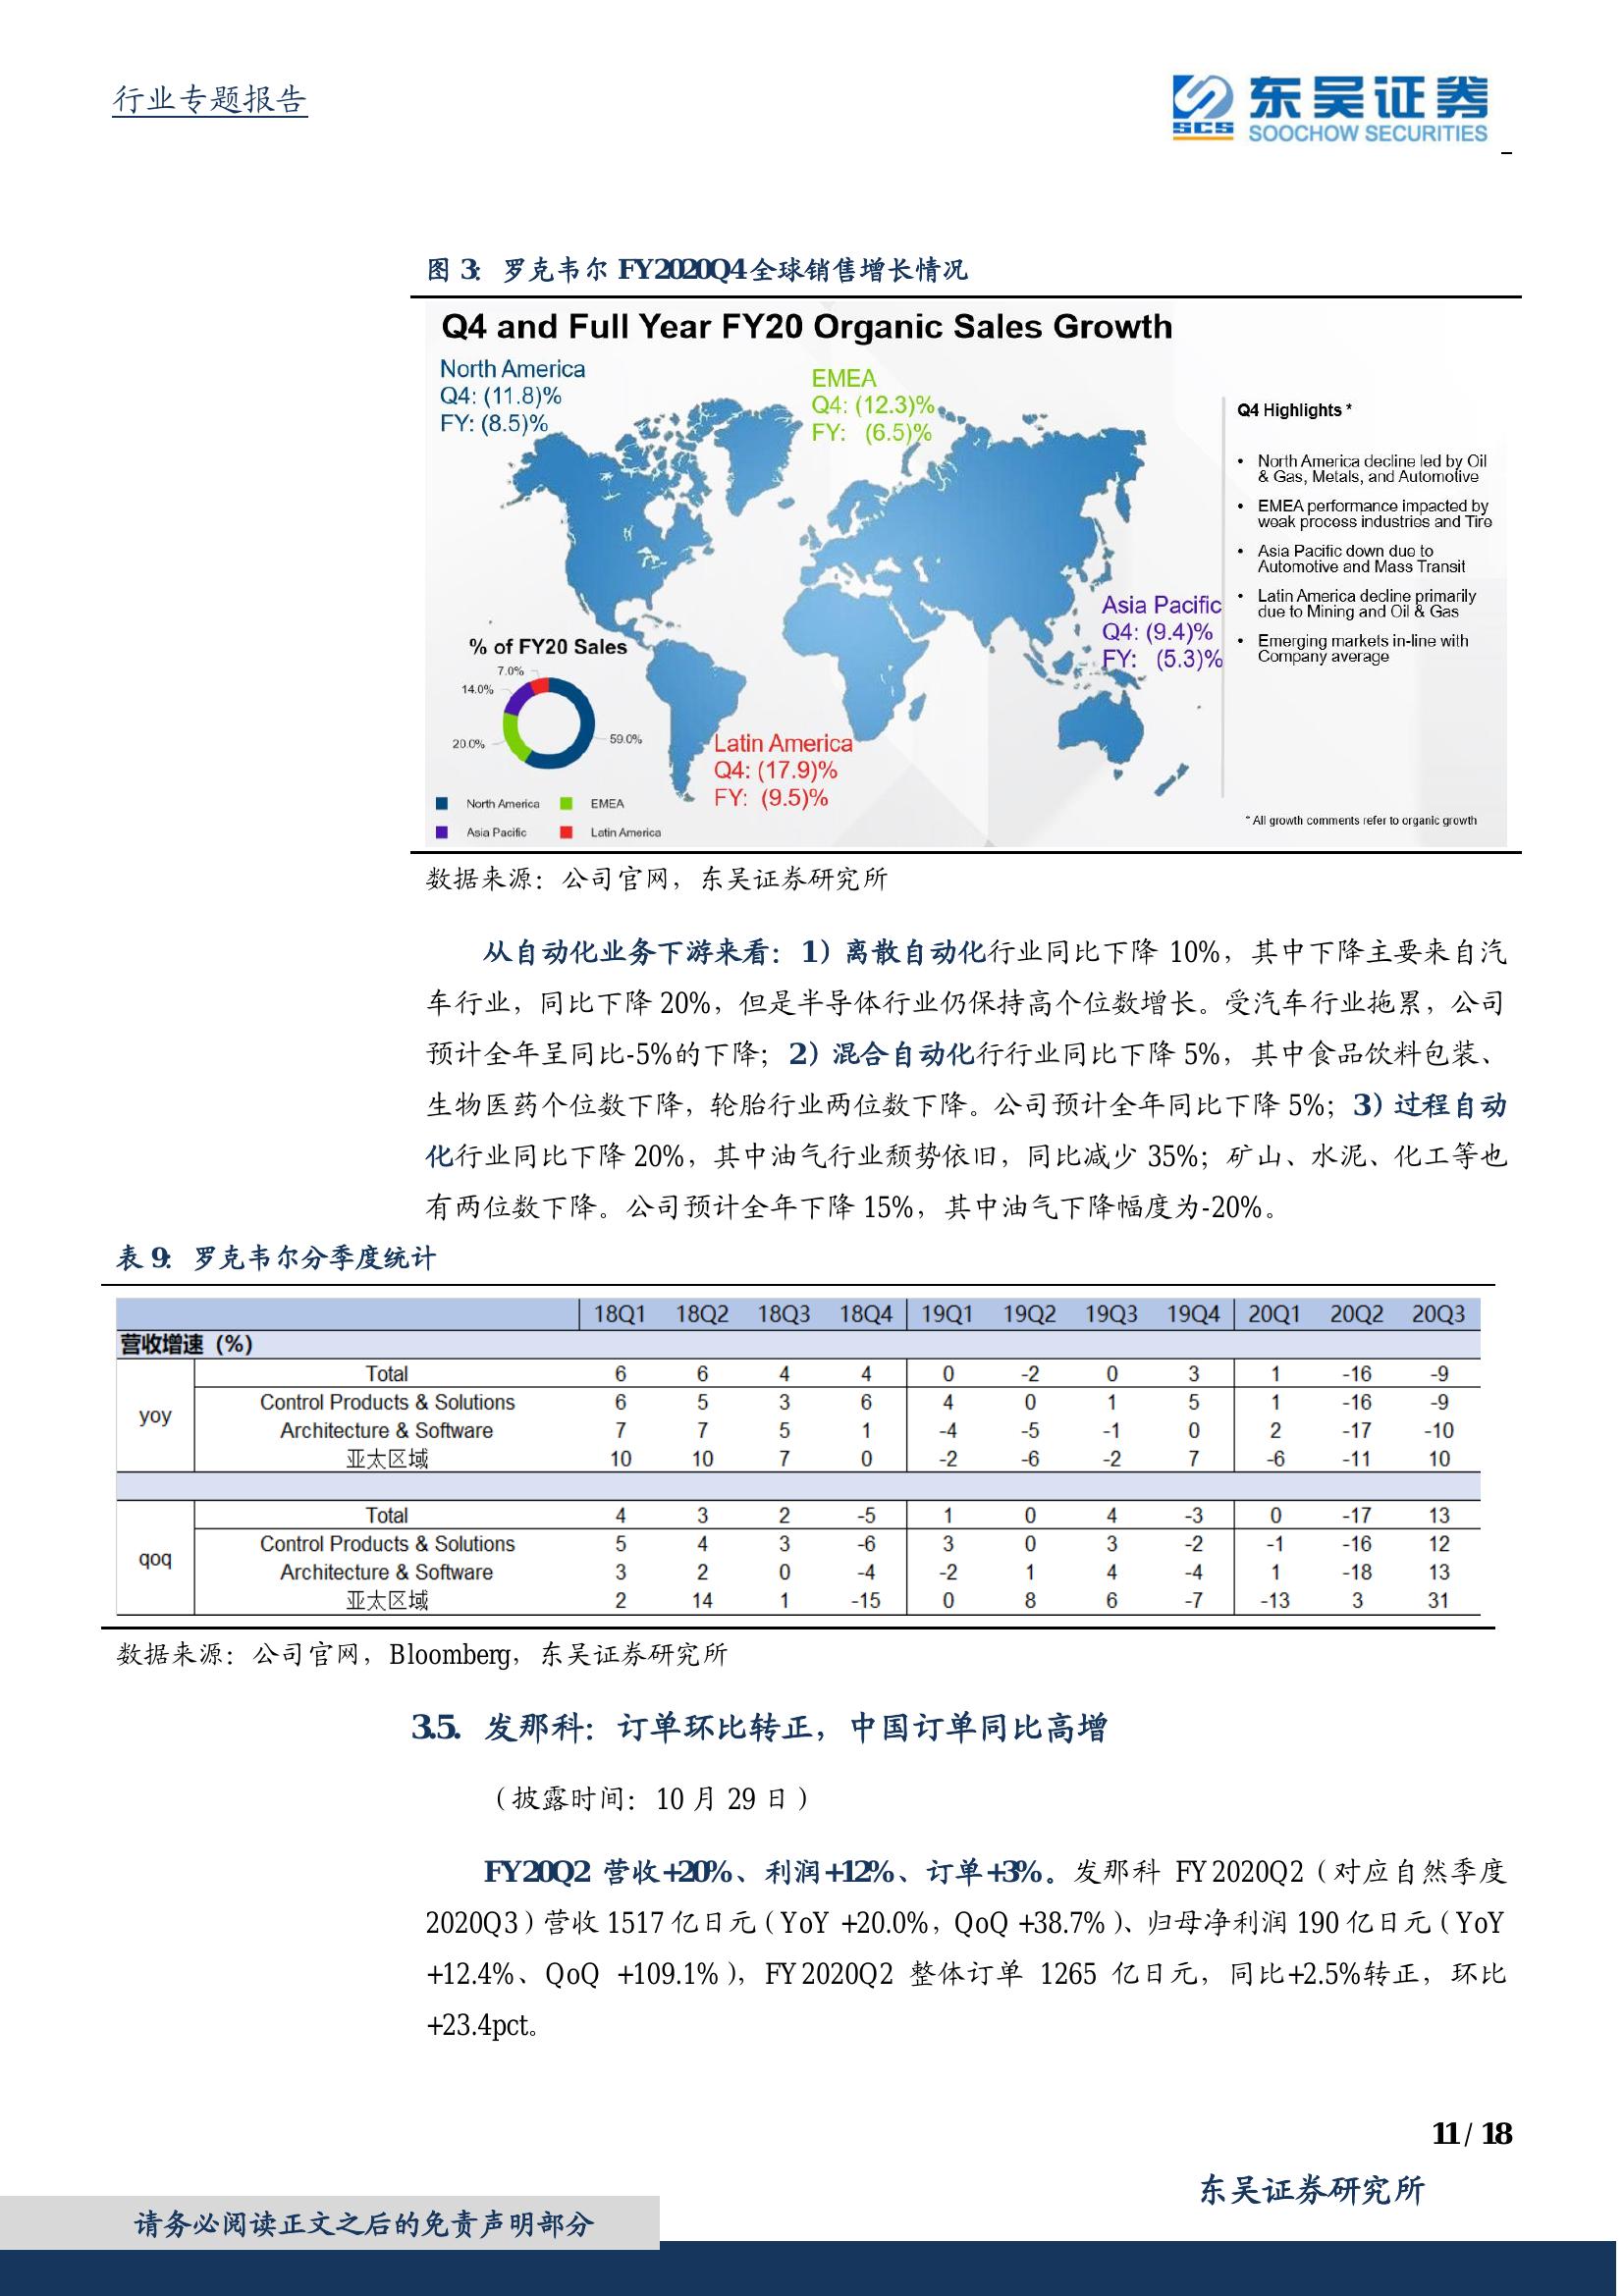 行业专题报告
SCS
东吴证券
SOOCHOW SECURITIES
图 3: 罗克韦尔 FY2020Q4 全球销售增长情况
Q4 and Full Year FY20 Organic Sales Growth
North America
Q4: (11.8)%
FY: (8.5)%
EMEA
Q4: (12.3)%
FY: (6.5)%
Asia Pacific
Q4: (9.4)%
FY: (5.3)%
Latin America
Q4: (17.9)%
FY: (9.5)%
% of FY20 Sales
7.0%
14.0%
20.0%
59.0%
North America EMEA
Asia Pacific Latin America
Q4 Highlights *
• North America decline led by Oil
& Gas, Metals, and Automotive
• EMEA performance impacted by
weak process industries and Tire
• Asia Pacific down due to
Automotive and Mass Transit
• Latin America decline primarily
due to Mining and Oil & Gas
• Emerging markets in-line with
Company average
* All growth comments refer to organic growth
数据来源：公司官网，东吴证券研究所
从自动化业务下游来看：1）离散自动化行业同比下降 10%，其中下降主要来自汽
车行业，同比下降 20%，但是半导体行业仍保持高个位数增长。受汽车行业拖累，公司
预计全年呈同比-5%的下降；2）混合自动化行行业同比下降 5%，其中食品饮料包装、
生物医药个位数下降，轮胎行业两位数下降。公司预计全年同比下降 5%；3）过程自动
化行业同比下降 20%，其中油气行业颓势依旧，同比减少 35%；矿山、水泥、化工等也
有两位数下降。公司预计全年下降 15%，其中油气下降幅度为-20%。
表 9: 罗克韦尔分季度统计
18Q1 18Q2 18Q3 18Q4 19Q1 19Q2 19Q3 19Q4 20Q1 20Q2 20Q3
营收增速（%）
yoy
Total 6 6 4 4 0 -2 0 3 1 -16 -9
Control Products & Solutions 6 5 3 6 4 0 1 5 1 -16 -9
Architecture & Software 7 7 5 1 -4 -5 -1 0 2 -17 -10
亚太区域 10 10 7 0 -2 -6 -2 7 -6 -11 10
qoq
Total 4 3 2 -5 1 0 4 -3 0 -17 13
Control Products & Solutions 5 4 3 -6 3 0 3 -2 -1 -16 12
Architecture & Software 3 2 0 -4 -2 1 4 -4 1 -18 13
亚太区域 2 14 1 -15 0 8 6 -7 -13 3 31
数据来源：公司官网，Bloomberg，东吴证券研究所
3.5. 发那科：订单环比转正，中国订单同比高增
（披露时间：10 月 29 日）
FY20Q2 营收+20%、利润+12%、订单+3%。发那科 FY2020Q2（对应自然季度
2020Q3）营收 1517 亿日元（YoY +20.0%，QoQ +38.7%）、归母净利润 190 亿日元（YoY
+12.4%、QoQ +109.1%），FY2020Q2 整体订单 1265 亿日元，同比+2.5%转正，环比
+23.4pct。
11 / 18
东吴证券研究所
请务必阅读正文之后的免责声明部分